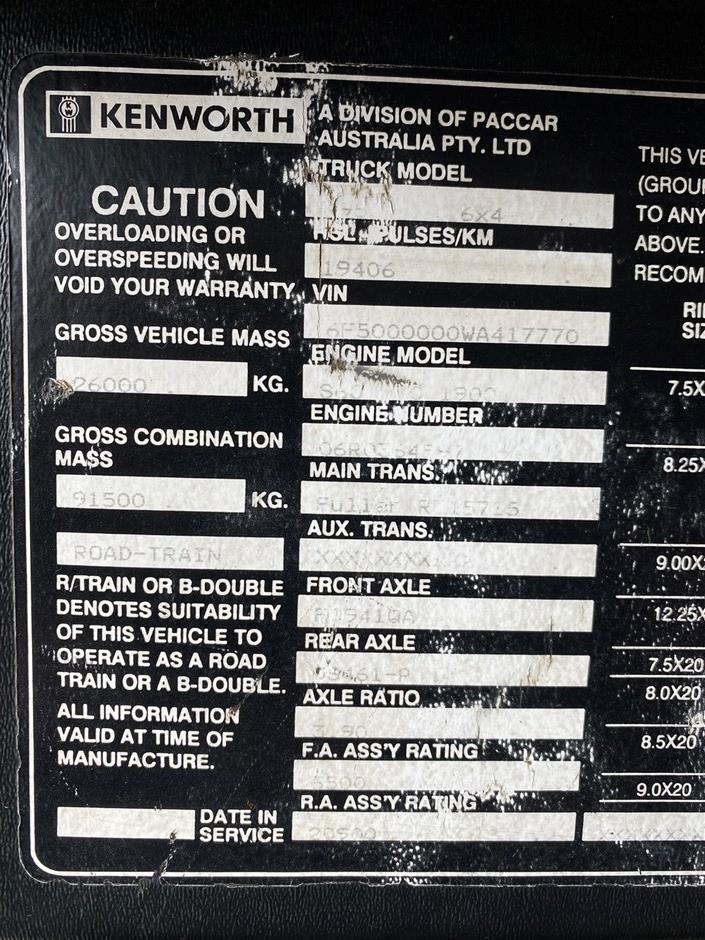 KENWORTH
A DIVISION OF PACCAR
AUSTRALIA PTY. LTD
TRUCK MODEL
6X4
PULSES/KM
19406
VIN
6F5000000WA417770
ENGINE MODEL
ENGINE NUMBER
MAIN TRANS.
Fuller
AUX. TRANS.
XXXXXXXX
FRONT AXLE
REAR AXLE
AXLE RATIO
F.A. ASS'Y RATING
R.A. ASS'Y RATING
20500
CAUTION
OVERLOADING OR
OVERSPEEDING WILL
VOID YOUR WARRANTY
GROSS VEHICLE MASS
26000 KG.
GROSS COMBINATION
MASS
91500 KG.
ROAD-TRAIN
R/TRAIN OR B-DOUBLE
DENOTES SUITABILITY
OF THIS VEHICLE TO
OPERATE AS A ROAD
TRAIN OR A B-DOUBLE.
ALL INFORMATION
VALID AT TIME OF
MANUFACTURE.
DATE IN
SERVICE
THIS VE
(GROU
TO ANY
ABOVE.
RECOM
RI
SIZ
7.5X
8.25X
9.00X
12.25X
7.5X20
8.0X20
8.5X20
9.0X20